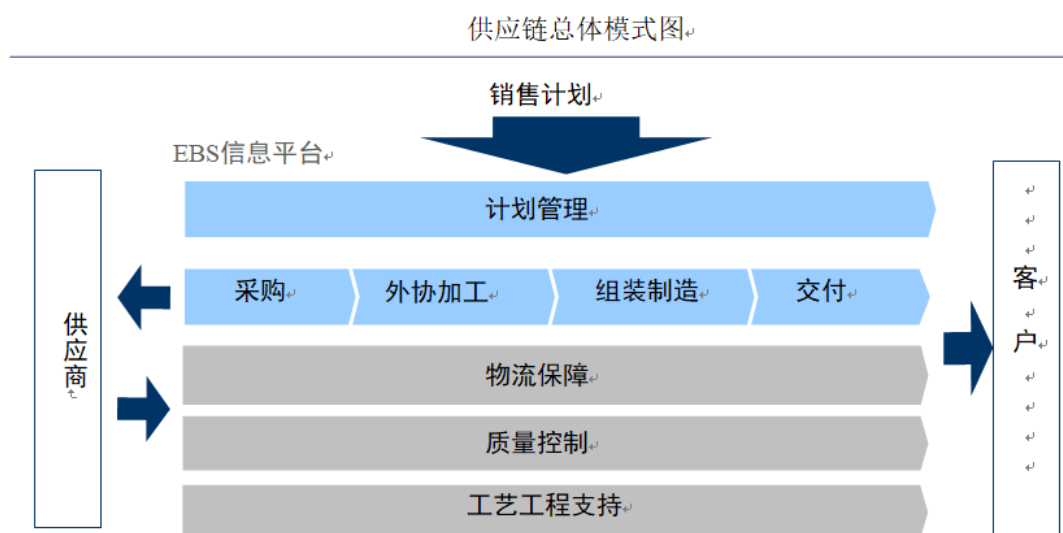 供应链总体模式图
销售计划
EBS信息平台
计划管理
采购
外协加工
组装制造
交付
供应商
物流保障
质量控制
工艺工程支持
客户